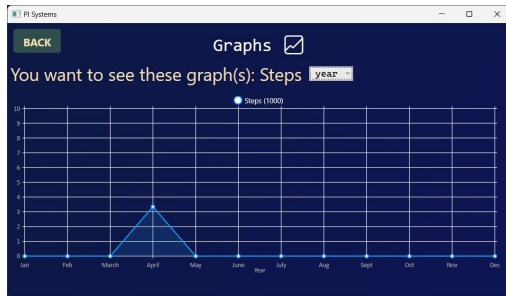 PI Systems
BACK
Graphs
You want to see these graph(s): Steps year
Steps (1000)
10
9
8
7
6
5
4
3
2
1
0
Jan Feb March April May June July Aug Sept Oct Nov Dec
Year